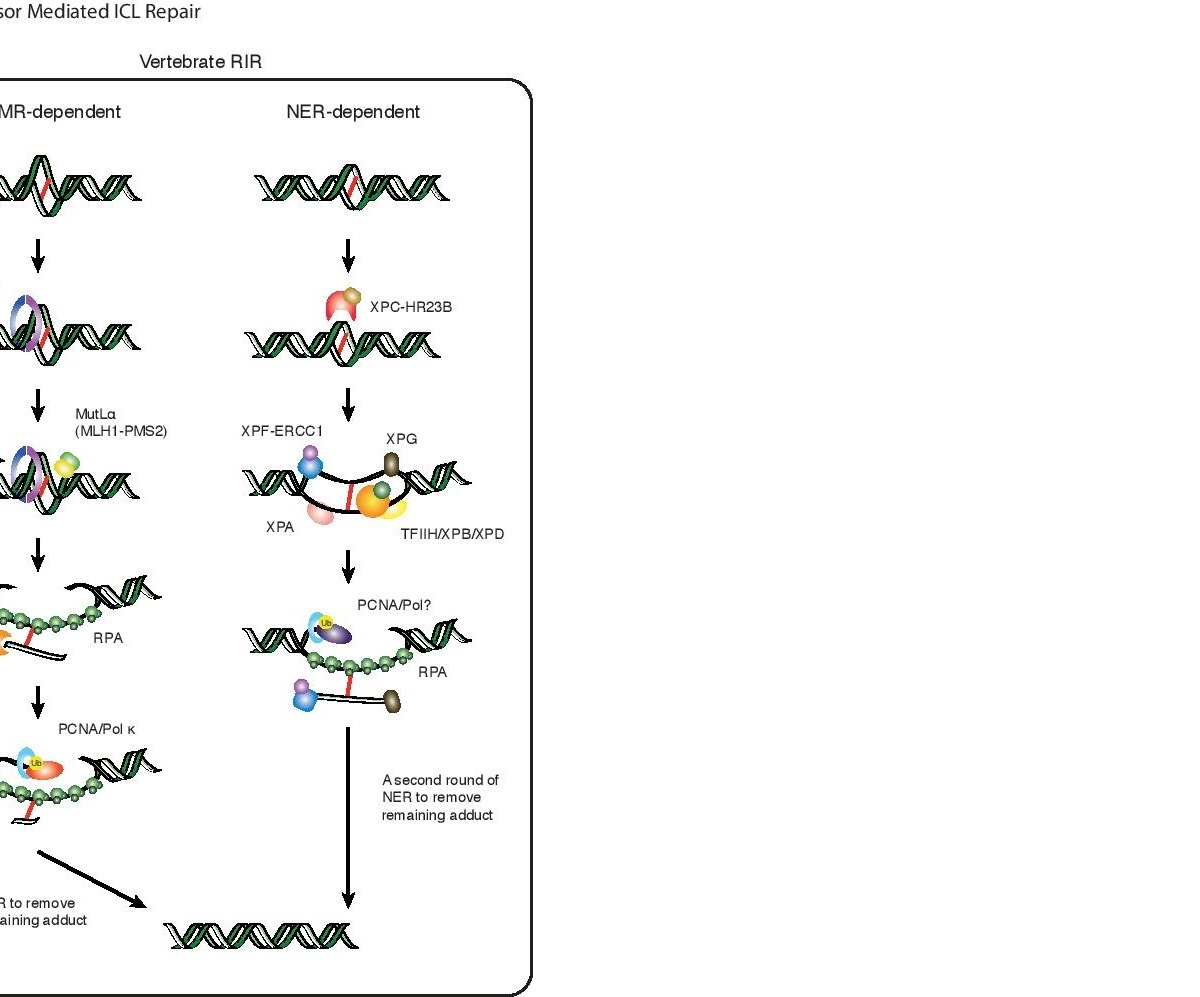 sor Mediated ICL Repair
Vertebrate RIR
MR-dependent
NER-dependent
XPC-HR23B
MutLα
(MLH1-PMS2)
XPF-ERCC1
XPG
XPA
TFIIH/XPB/XPD
PCNA/Pol?
Ub
RPA
RPA
PCNA/Pol κ
Ub
A second round of
NER to remove
remaining adduct
R to remove
aining adduct